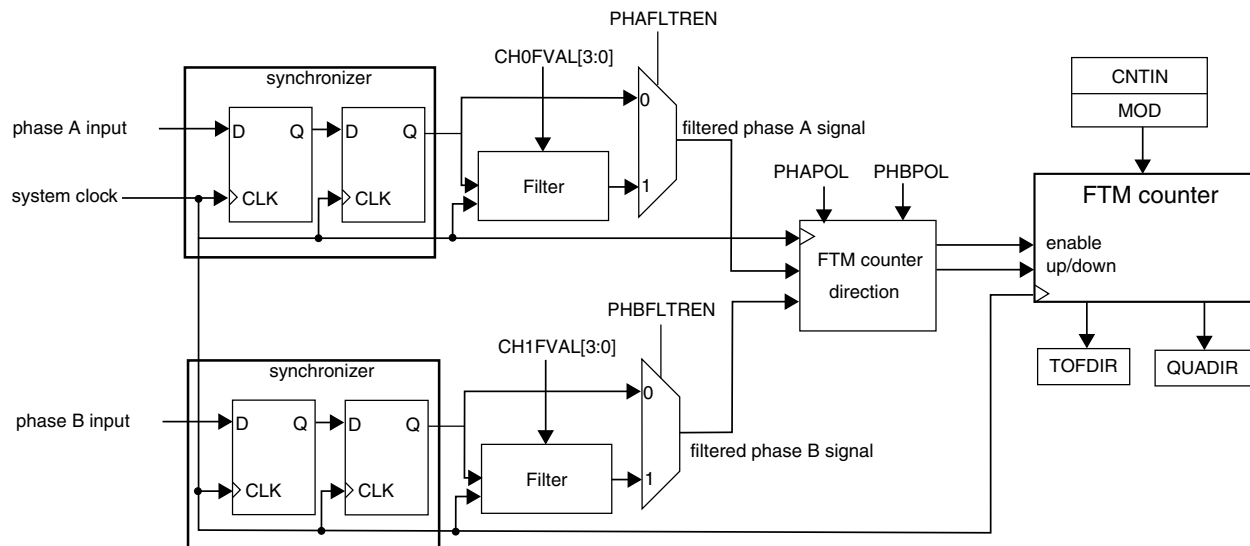 PHAFLTREN
CH0FVAL[3:0]
synchronizer
CNTIN
MOD
0
phase A input
D Q D Q
filtered phase A signal
Filter
1
PHAPOL PHBPOL
system clock
CLK CLK
FTM counter
enable
up/down
FTM counter
direction
PHBFLTREN
CH1FVAL[3:0]
synchronizer
TOFDIR QUADIR
0
phase B input
D Q D Q
filtered phase B signal
Filter
1
CLK CLK